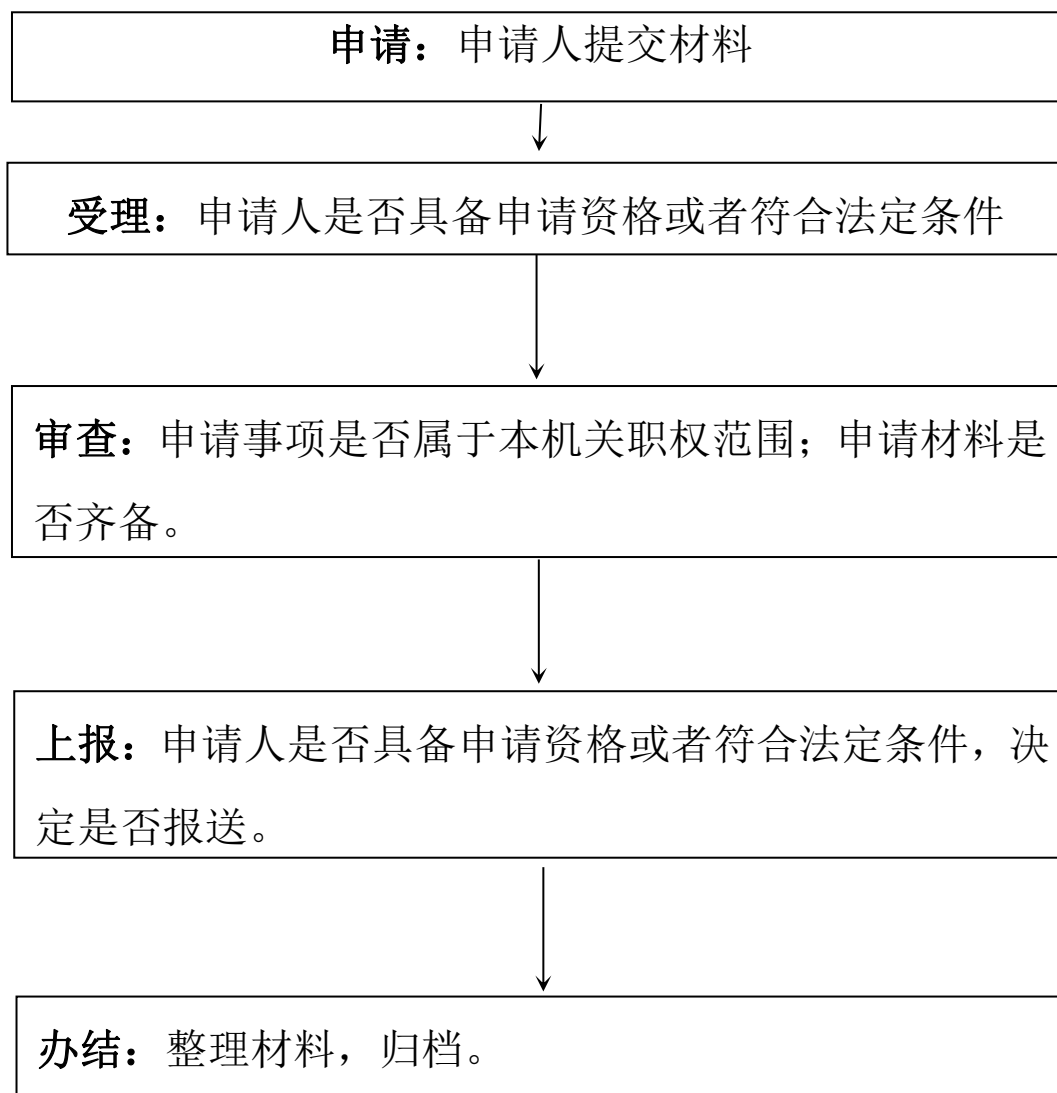 申请：申请人提交材料
受理：申请人是否具备申请资格或者符合法定条件
审查：申请事项是否属于本机关职权范围；申请材料是
否齐备。
上报：申请人是否具备申请资格或者符合法定条件，决
定是否报送。
办结：整理材料，归档。